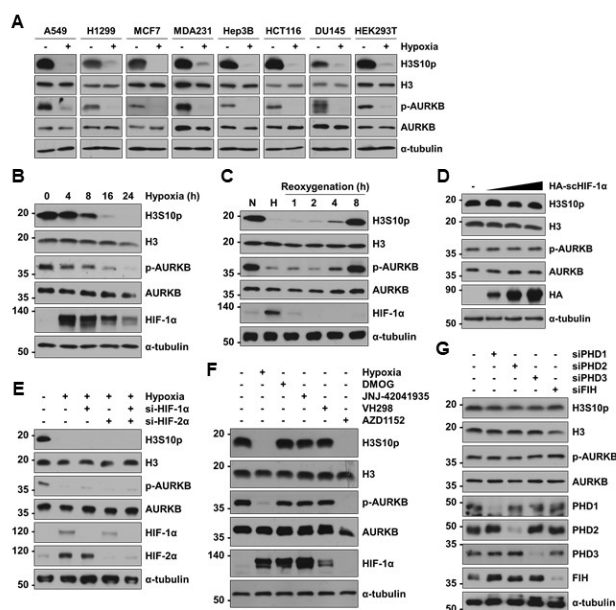 A
A549 H1299 MCF7 MDA231 Hep3B HCT116 DU145 HEK293T
- + - + - + - + - + - + - + - + Hypoxia
H3S10p
H3
p-AURKB
AURKB
α-tubulin
B
0 4 8 16 24 Hypoxia (h)
20 H3S10p
20 H3
35 p-AURKB
35 AURKB
140 HIF-1α
50 α-tubulin
C
Reoxygenation (h)
N H 1 2 4 8
20 H3S10p
20 H3
35 p-AURKB
35 AURKB
140 HIF-1α
50 α-tubulin
D
- HA-scHIF-1α
20 H3S10p
20 H3
35 p-AURKB
35 AURKB
90 HA
50 α-tubulin
E
- + + + + Hypoxia
- - + - + si-HIF-1α
- - - + + si-HIF-2α
20 H3S10p
20 H3
35 p-AURKB
35 AURKB
120 HIF-1α
120 HIF-2α
50 α-tubulin
F
- + - - - - Hypoxia
- - + - - - DMOG
- - - + - - JNJ-42041935
- - - - + - VH298
- - - - - + AZD1152
20 H3S10p
20 H3
35 p-AURKB
35 AURKB
140 HIF-1α
50 α-tubulin
G
- + - - - siPHD1
- - + - - siPHD2
- - - + - siPHD3
- - - - + siFIH
20 H3S10p
20 H3
35 p-AURKB
35 AURKB
50 PHD1
50 PHD2
35 PHD3
35 FIH
50 α-tubulin